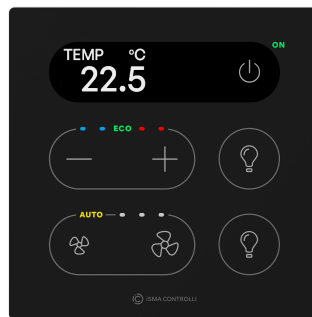 ON
TEMP °C
22.5
ECO
AUTO
iSMA CONTROLLI